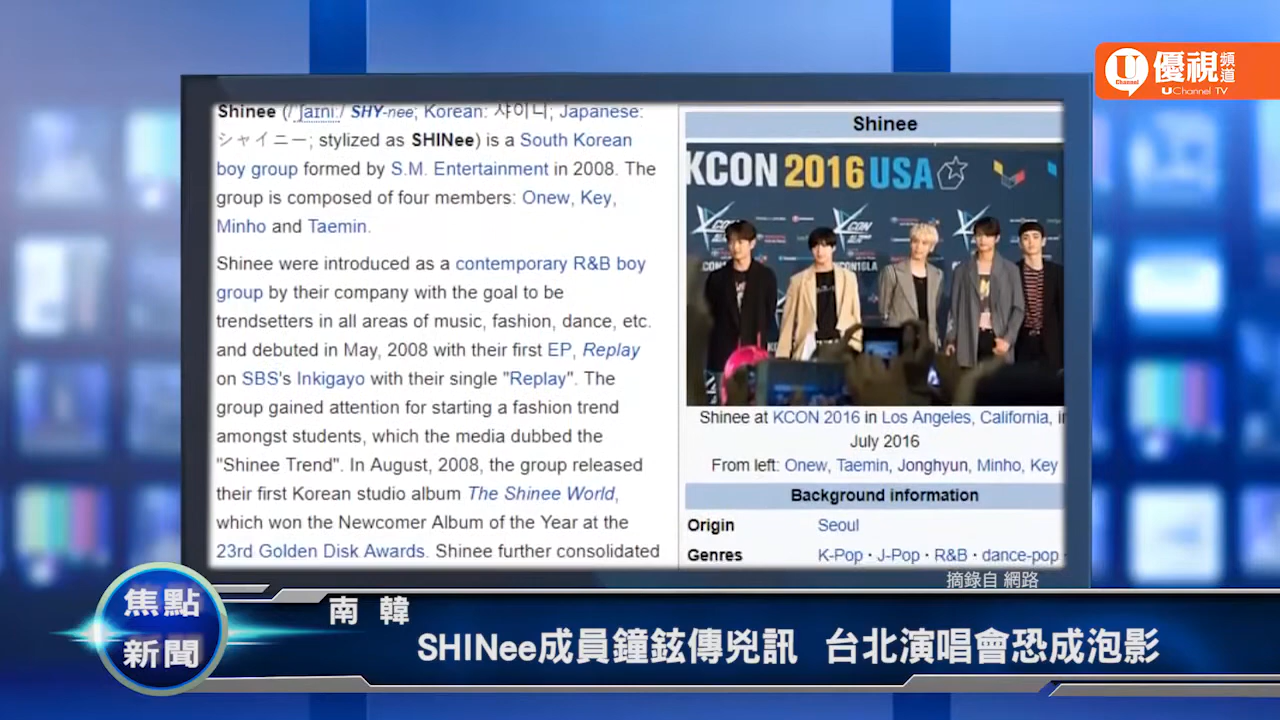 U Channel
優視 頻道
UChannel TV
Shinee (/ˈʃaɪniː/ SHY-nee; Korean: 샤이니; Japanese:
シャイニー; stylized as SHINee) is a South Korean
boy group formed by S.M. Entertainment in 2008. The
group is composed of four members: Onew, Key,
Minho and Taemin.
Shinee were introduced as a contemporary R&B boy
group by their company with the goal to be
trendsetters in all areas of music, fashion, dance, etc.
and debuted in May, 2008 with their first EP, Replay
on SBS's Inkigayo with their single "Replay". The
group gained attention for starting a fashion trend
amongst students, which the media dubbed the
"Shinee Trend". In August, 2008, the group released
their first Korean studio album The Shinee World,
which won the Newcomer Album of the Year at the
23rd Golden Disk Awards. Shinee further consolidated
Shinee
KCON 2016 USA
Shinee at KCON 2016 in Los Angeles, California, in
July 2016
From left: Onew, Taemin, Jonghyun, Minho, Key
Background information
Origin Seoul
Genres K-Pop · J-Pop · R&B · dance-pop ·
摘錄自 網路
焦點
新聞
南 韓
SHINee成員鐘鉉傳兇訊 台北演唱會恐成泡影